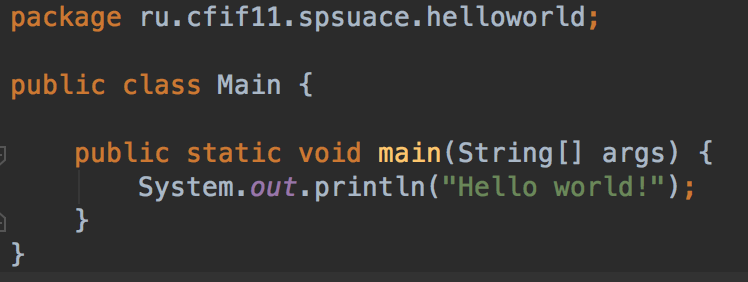 package ru.cfif11.spsuace.helloworld;
public class Main {
public static void main(String[] args) {
System.out.println("Hello world!");
}
}